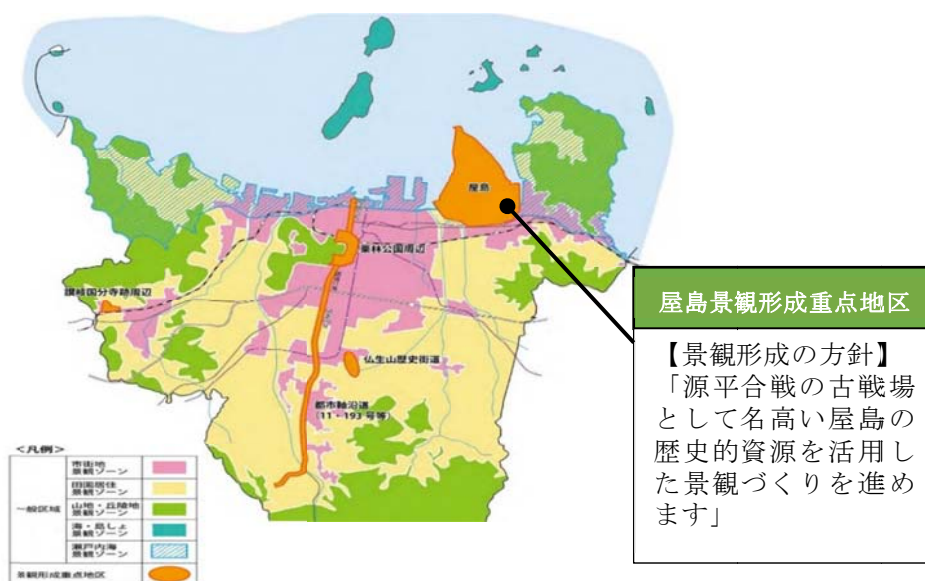 屋島
栗林公園周辺
讃岐国分寺跡周辺
仏生山歴史街道
都市軸沿道
(11・193号等)
屋島景観形成重点地区
【景観形成の方針】
「源平合戦の古戦場
として名高い屋島の
歴史的資源を活用し
た景観づくりを進め
ます」
<凡例>
一般区域
市街地
景観ゾーン
田園居住
景観ゾーン
山地・丘陵地
景観ゾーン
海・島しょ
景観ゾーン
瀬戸内海
景観ゾーン
景観形成重点地区